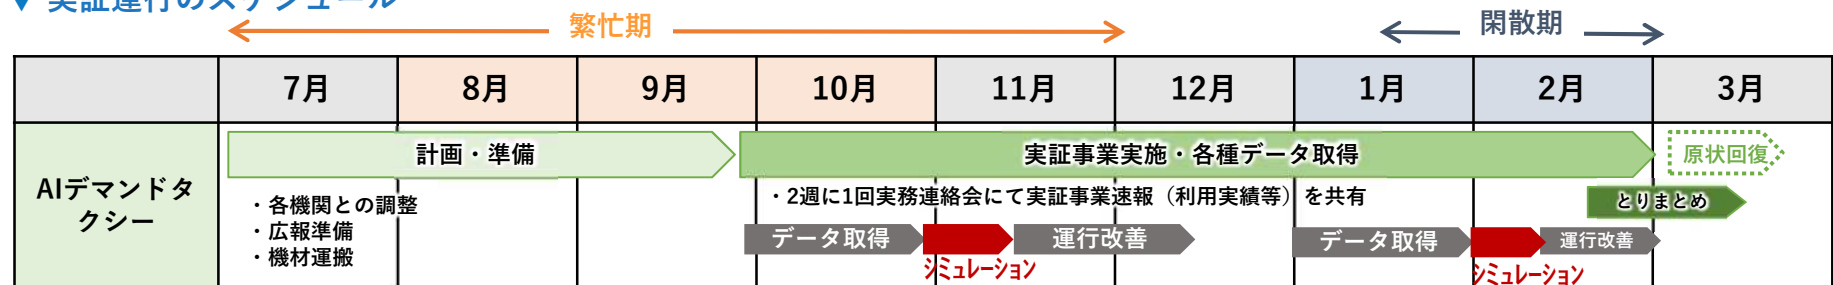 ▼ 実証運行のスケジュール
繁忙期
閑散期
7月
8月
9月
10月
11月
12月
1月
2月
3月
AIデマンドタ
クシー
計画・準備
・各機関との調整
・広報準備
・機材運搬
実証事業実施・各種データ取得
・2週に1回実務連絡会にて実証事業速報（利用実績等）を共有
データ取得
シミュレーション
運行改善
データ取得
シミュレーション
運行改善
原状回復
とりまとめ